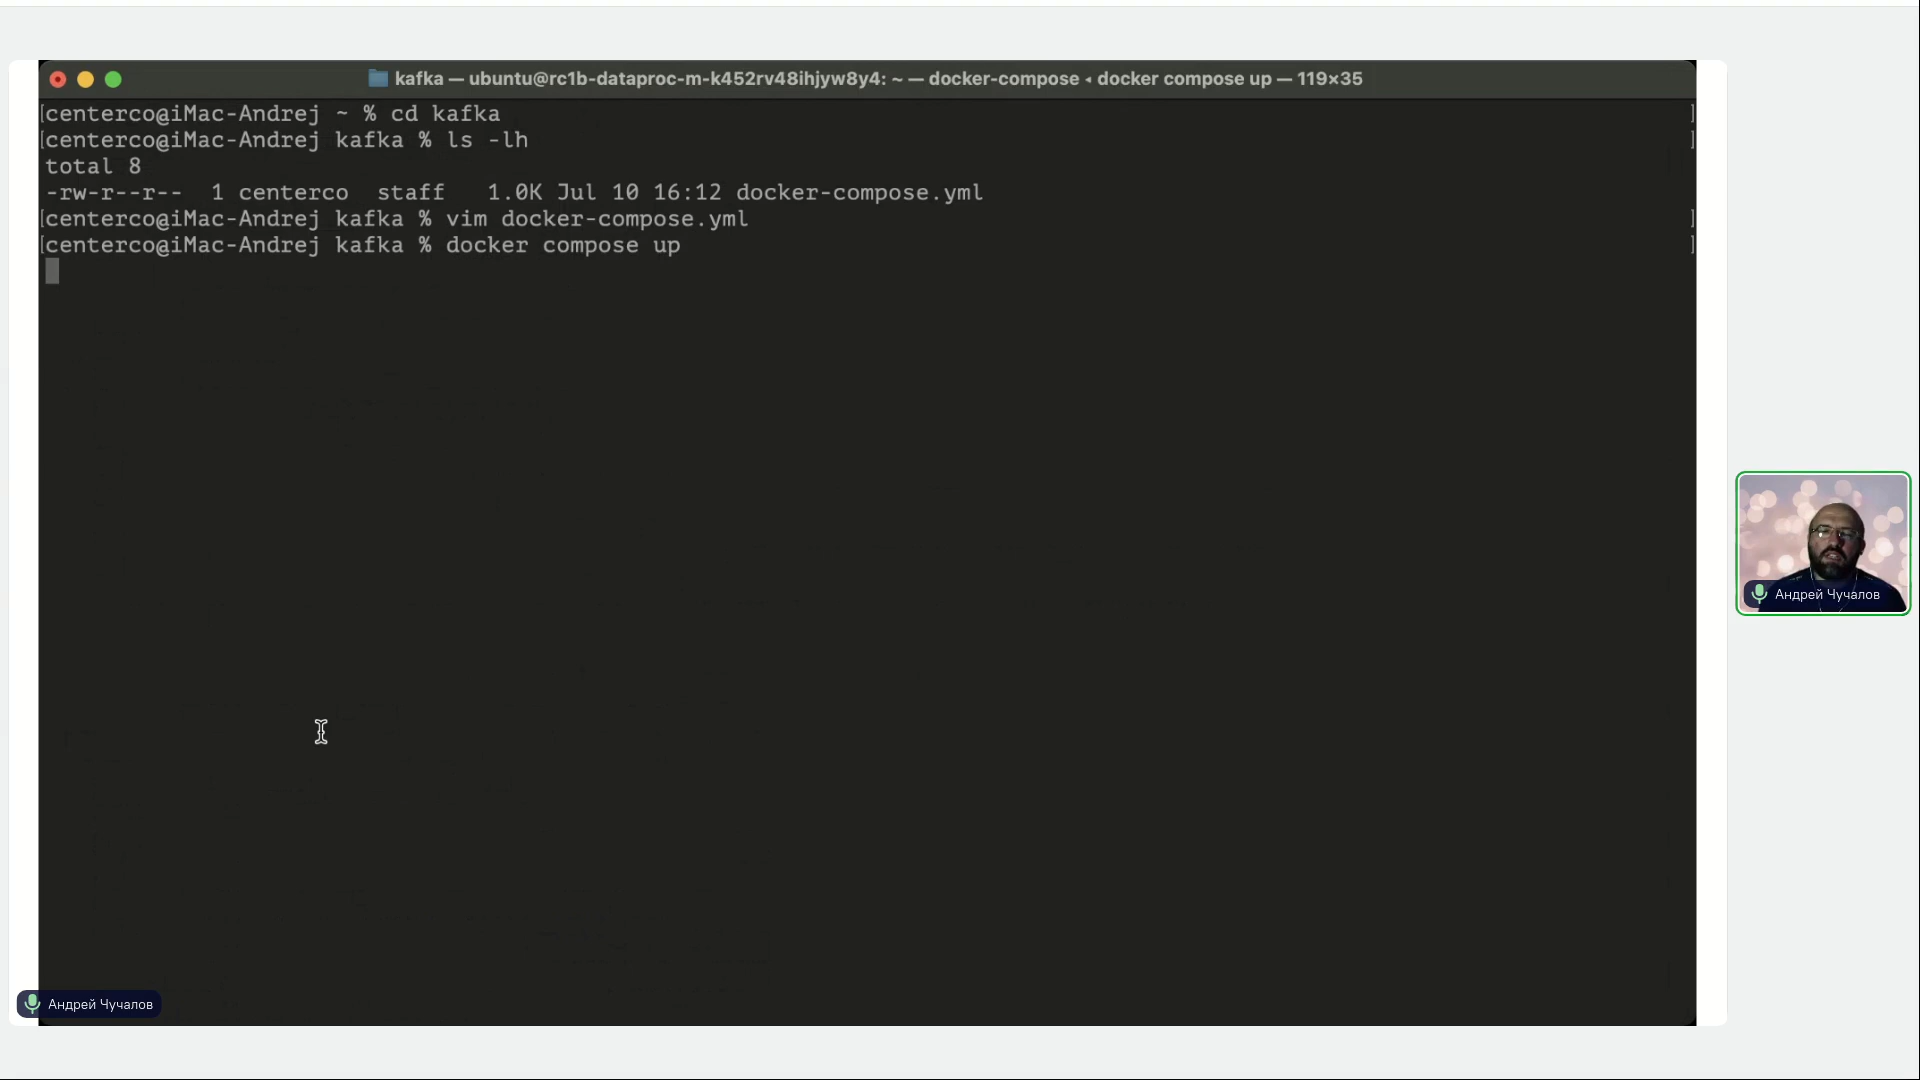 kafka — ubuntu@rc1b-dataproc-m-k452rv48ihjyw8y4: ~ — docker-compose ◂ docker compose up — 119×35
[centerco@iMac-Andrej ~ % cd kafka ]
[centerco@iMac-Andrej kafka % ls -lh ]
total 8
-rw-r--r--  1 centerco  staff   1.0K Jul 10 16:12 docker-compose.yml
[centerco@iMac-Andrej kafka % vim docker-compose.yml ]
[centerco@iMac-Andrej kafka % docker compose up ]
Андрей Чучалов
Андрей Чучалов